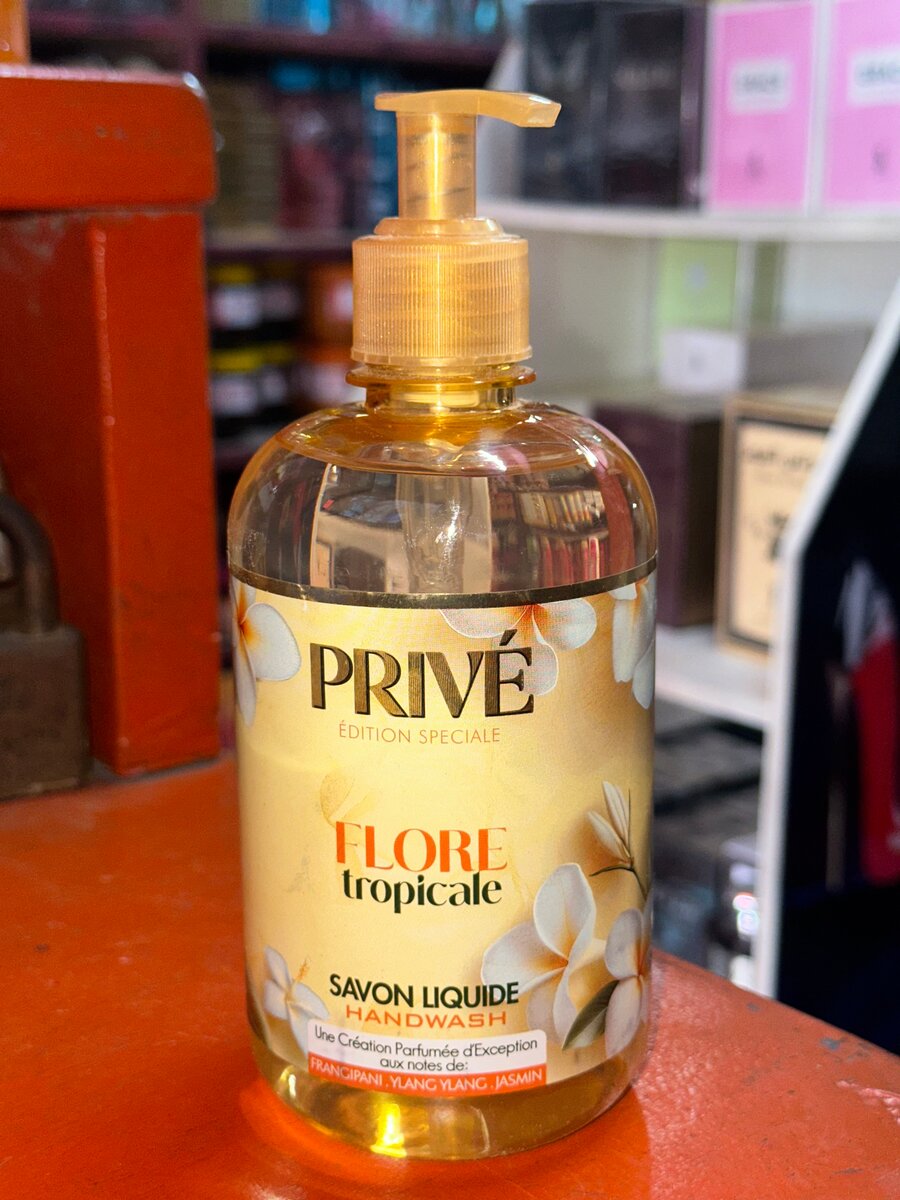 PRIVÉ
ÉDITION SPECIALE
FLORE
tropicale
SAVON LIQUIDE
HANDWASH
Une Création Parfumée d'Exception
aux notes de:
FRANGIPANI . YLANG YLANG . JASMIN